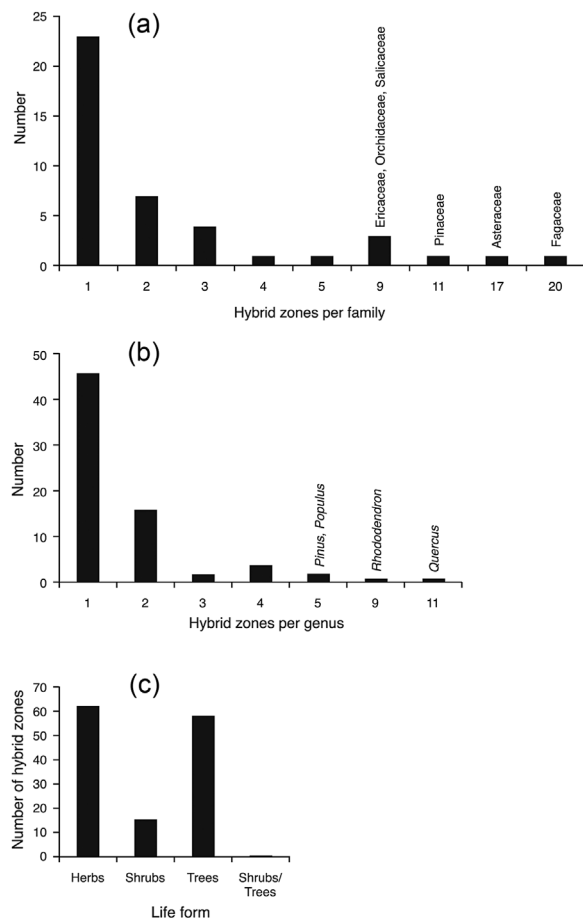 (a)
25
20
15
10
5
0
Number
Ericaceae, Orchidaceae, Salicaceae
Pinaceae
Asteraceae
Fagaceae
1 2 3 4 5 9 11 17 20
Hybrid zones per family
(b)
50
40
30
20
10
0
Number
Pinus, Populus
Rhododendron
Quercus
1 2 3 4 5 9 11
Hybrid zones per genus
(c)
70
60
50
40
30
20
10
0
Number of hybrid zones
Herbs Shrubs Trees Shrubs/
Trees
Life form